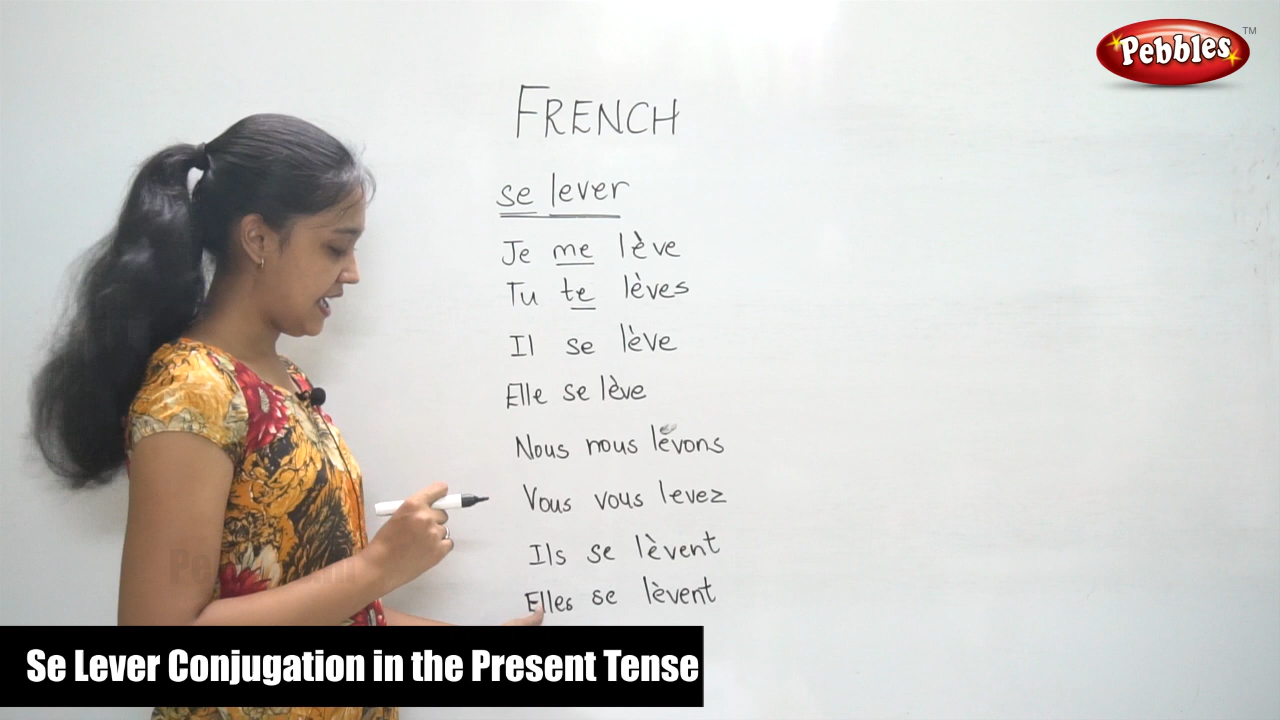 Pebbles TM
FRENCH
se lever
Je me lève
Tu te lèves
Il se lève
Elle se lève
Nous nous levons
Vous vous levez
Ils se lèvent
Elles se lèvent
Se Lever Conjugation in the Present Tense